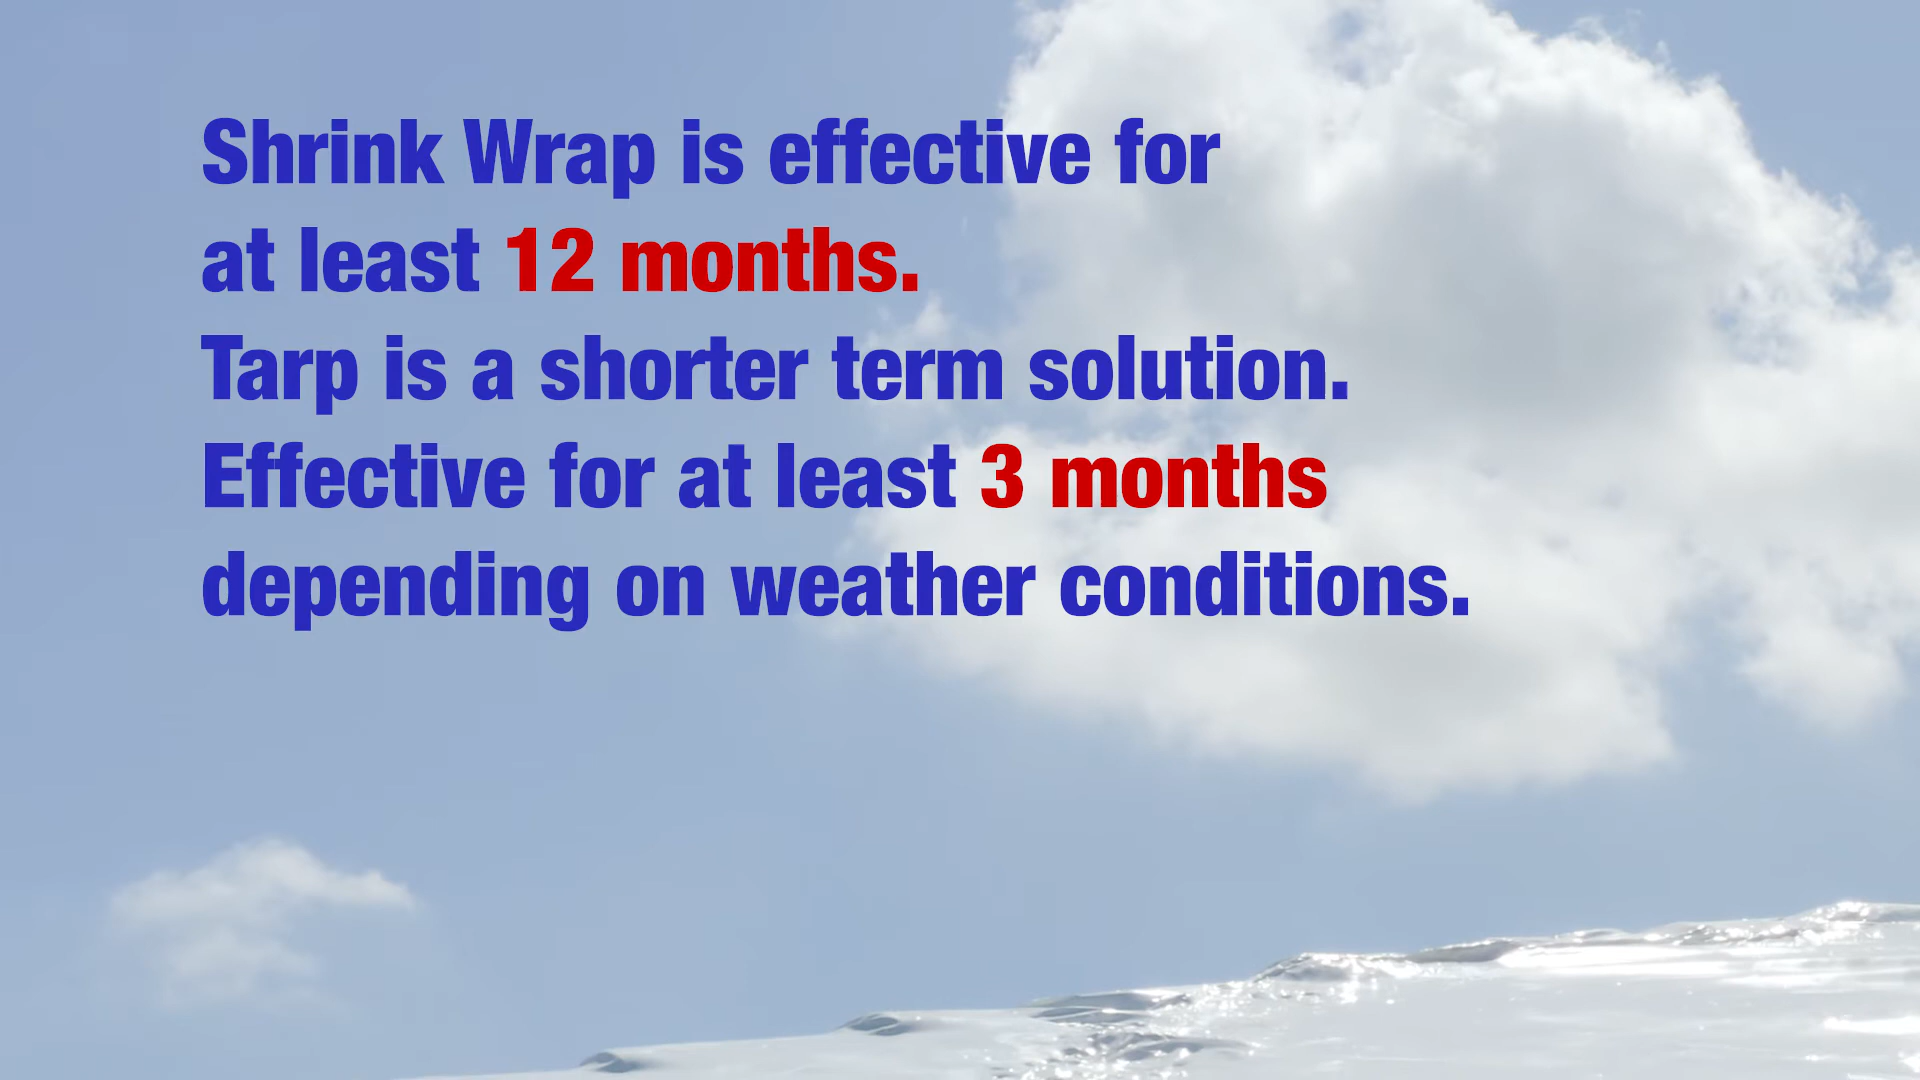 Shrink Wrap is effective for
at least 12 months.
Tarp is a shorter term solution.
Effective for at least 3 months
depending on weather conditions.